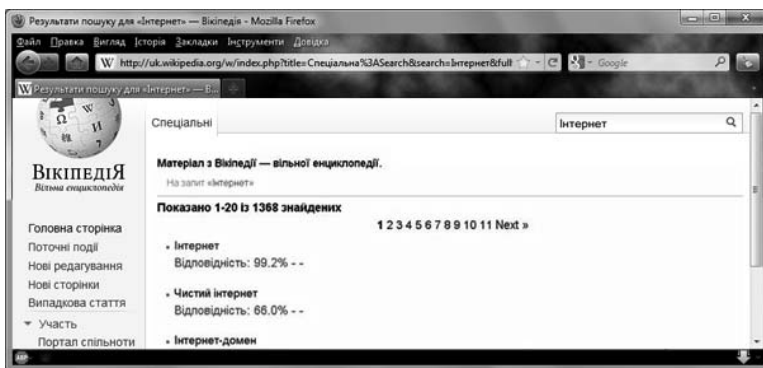 Результати пошуку для «Інтернет» — Вікіпедія - Mozilla Firefox
Файл Правка Вигляд Історія Закладки Інструменти Довідка
http://uk.wikipedia.org/w/index.php?title=Спеціальна%3ASearch&search=Інтернет&full
Google
Результати пошуку для «Інтернет» — В...
Спеціальні
Інтернет
ВІКІПЕДІЯ
Вільна енциклопедія
Матеріал з Вікіпедії — вільної енциклопедії.
На запит «Інтернет»
Показано 1-20 із 1368 знайдених
1 2 3 4 5 6 7 8 9 10 11 Next »
Головна сторінка
Поточні події
Нові редагування
Нові сторінки
Випадкова стаття
Участь
Портал спільноти
• Інтернет
Відповідність: 99.2% - -
• Чистий інтернет
Відповідність: 66.0% - -
• Інтернет-домен
ABP